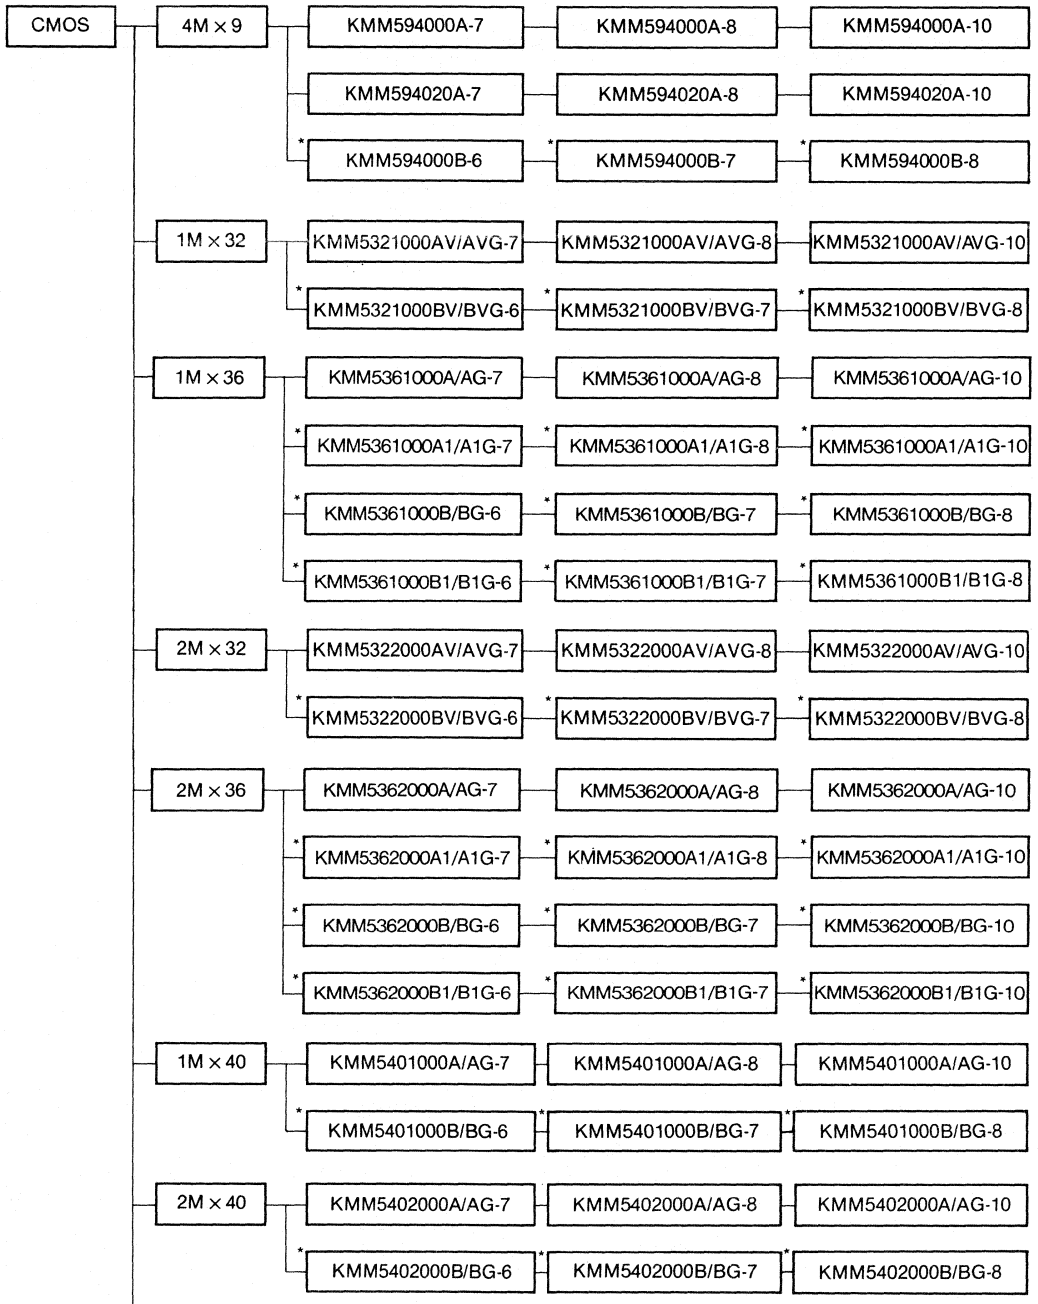 CMOS 4M × 9 KMM594000A-7 KMM594000A-8 KMM594000A-10
KMM594020A-7 KMM594020A-8 KMM594020A-10
* KMM594000B-6 * KMM594000B-7 * KMM594000B-8
1M × 32 KMM5321000AV/AVG-7 KMM5321000AV/AVG-8 KMM5321000AV/AVG-10
* KMM5321000BV/BVG-6 * KMM5321000BV/BVG-7 * KMM5321000BV/BVG-8
1M × 36 KMM5361000A/AG-7 KMM5361000A/AG-8 KMM5361000A/AG-10
* KMM5361000A1/A1G-7 * KMM5361000A1/A1G-8 * KMM5361000A1/A1G-10
* KMM5361000B/BG-6 * KMM5361000B/BG-7 * KMM5361000B/BG-8
* KMM5361000B1/B1G-6 * KMM5361000B1/B1G-7 * KMM5361000B1/B1G-8
2M × 32 KMM5322000AV/AVG-7 KMM5322000AV/AVG-8 KMM5322000AV/AVG-10
* KMM5322000BV/BVG-6 * KMM5322000BV/BVG-7 * KMM5322000BV/BVG-8
2M × 36 KMM5362000A/AG-7 KMM5362000A/AG-8 KMM5362000A/AG-10
* KMM5362000A1/A1G-7 * KMM5362000A1/A1G-8 * KMM5362000A1/A1G-10
* KMM5362000B/BG-6 * KMM5362000B/BG-7 * KMM5362000B/BG-10
* KMM5362000B1/B1G-6 * KMM5362000B1/B1G-7 * KMM5362000B1/B1G-10
1M × 40 KMM5401000A/AG-7 KMM5401000A/AG-8 KMM5401000A/AG-10
* KMM5401000B/BG-6 * KMM5401000B/BG-7 * KMM5401000B/BG-8
2M × 40 KMM5402000A/AG-7 KMM5402000A/AG-8 KMM5402000A/AG-10
* KMM5402000B/BG-6 * KMM5402000B/BG-7 * KMM5402000B/BG-8